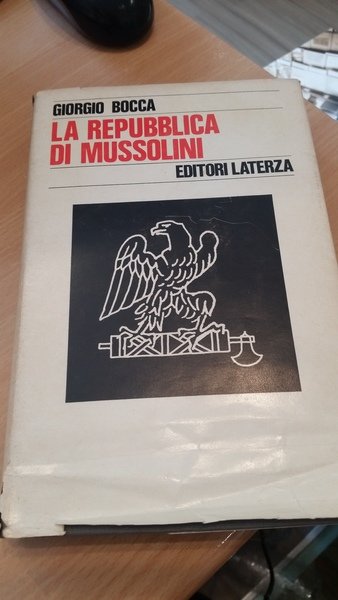 GIORGIO BOCCA
LA REPUBBLICA
DI MUSSOLINI
EDITORI LATERZA